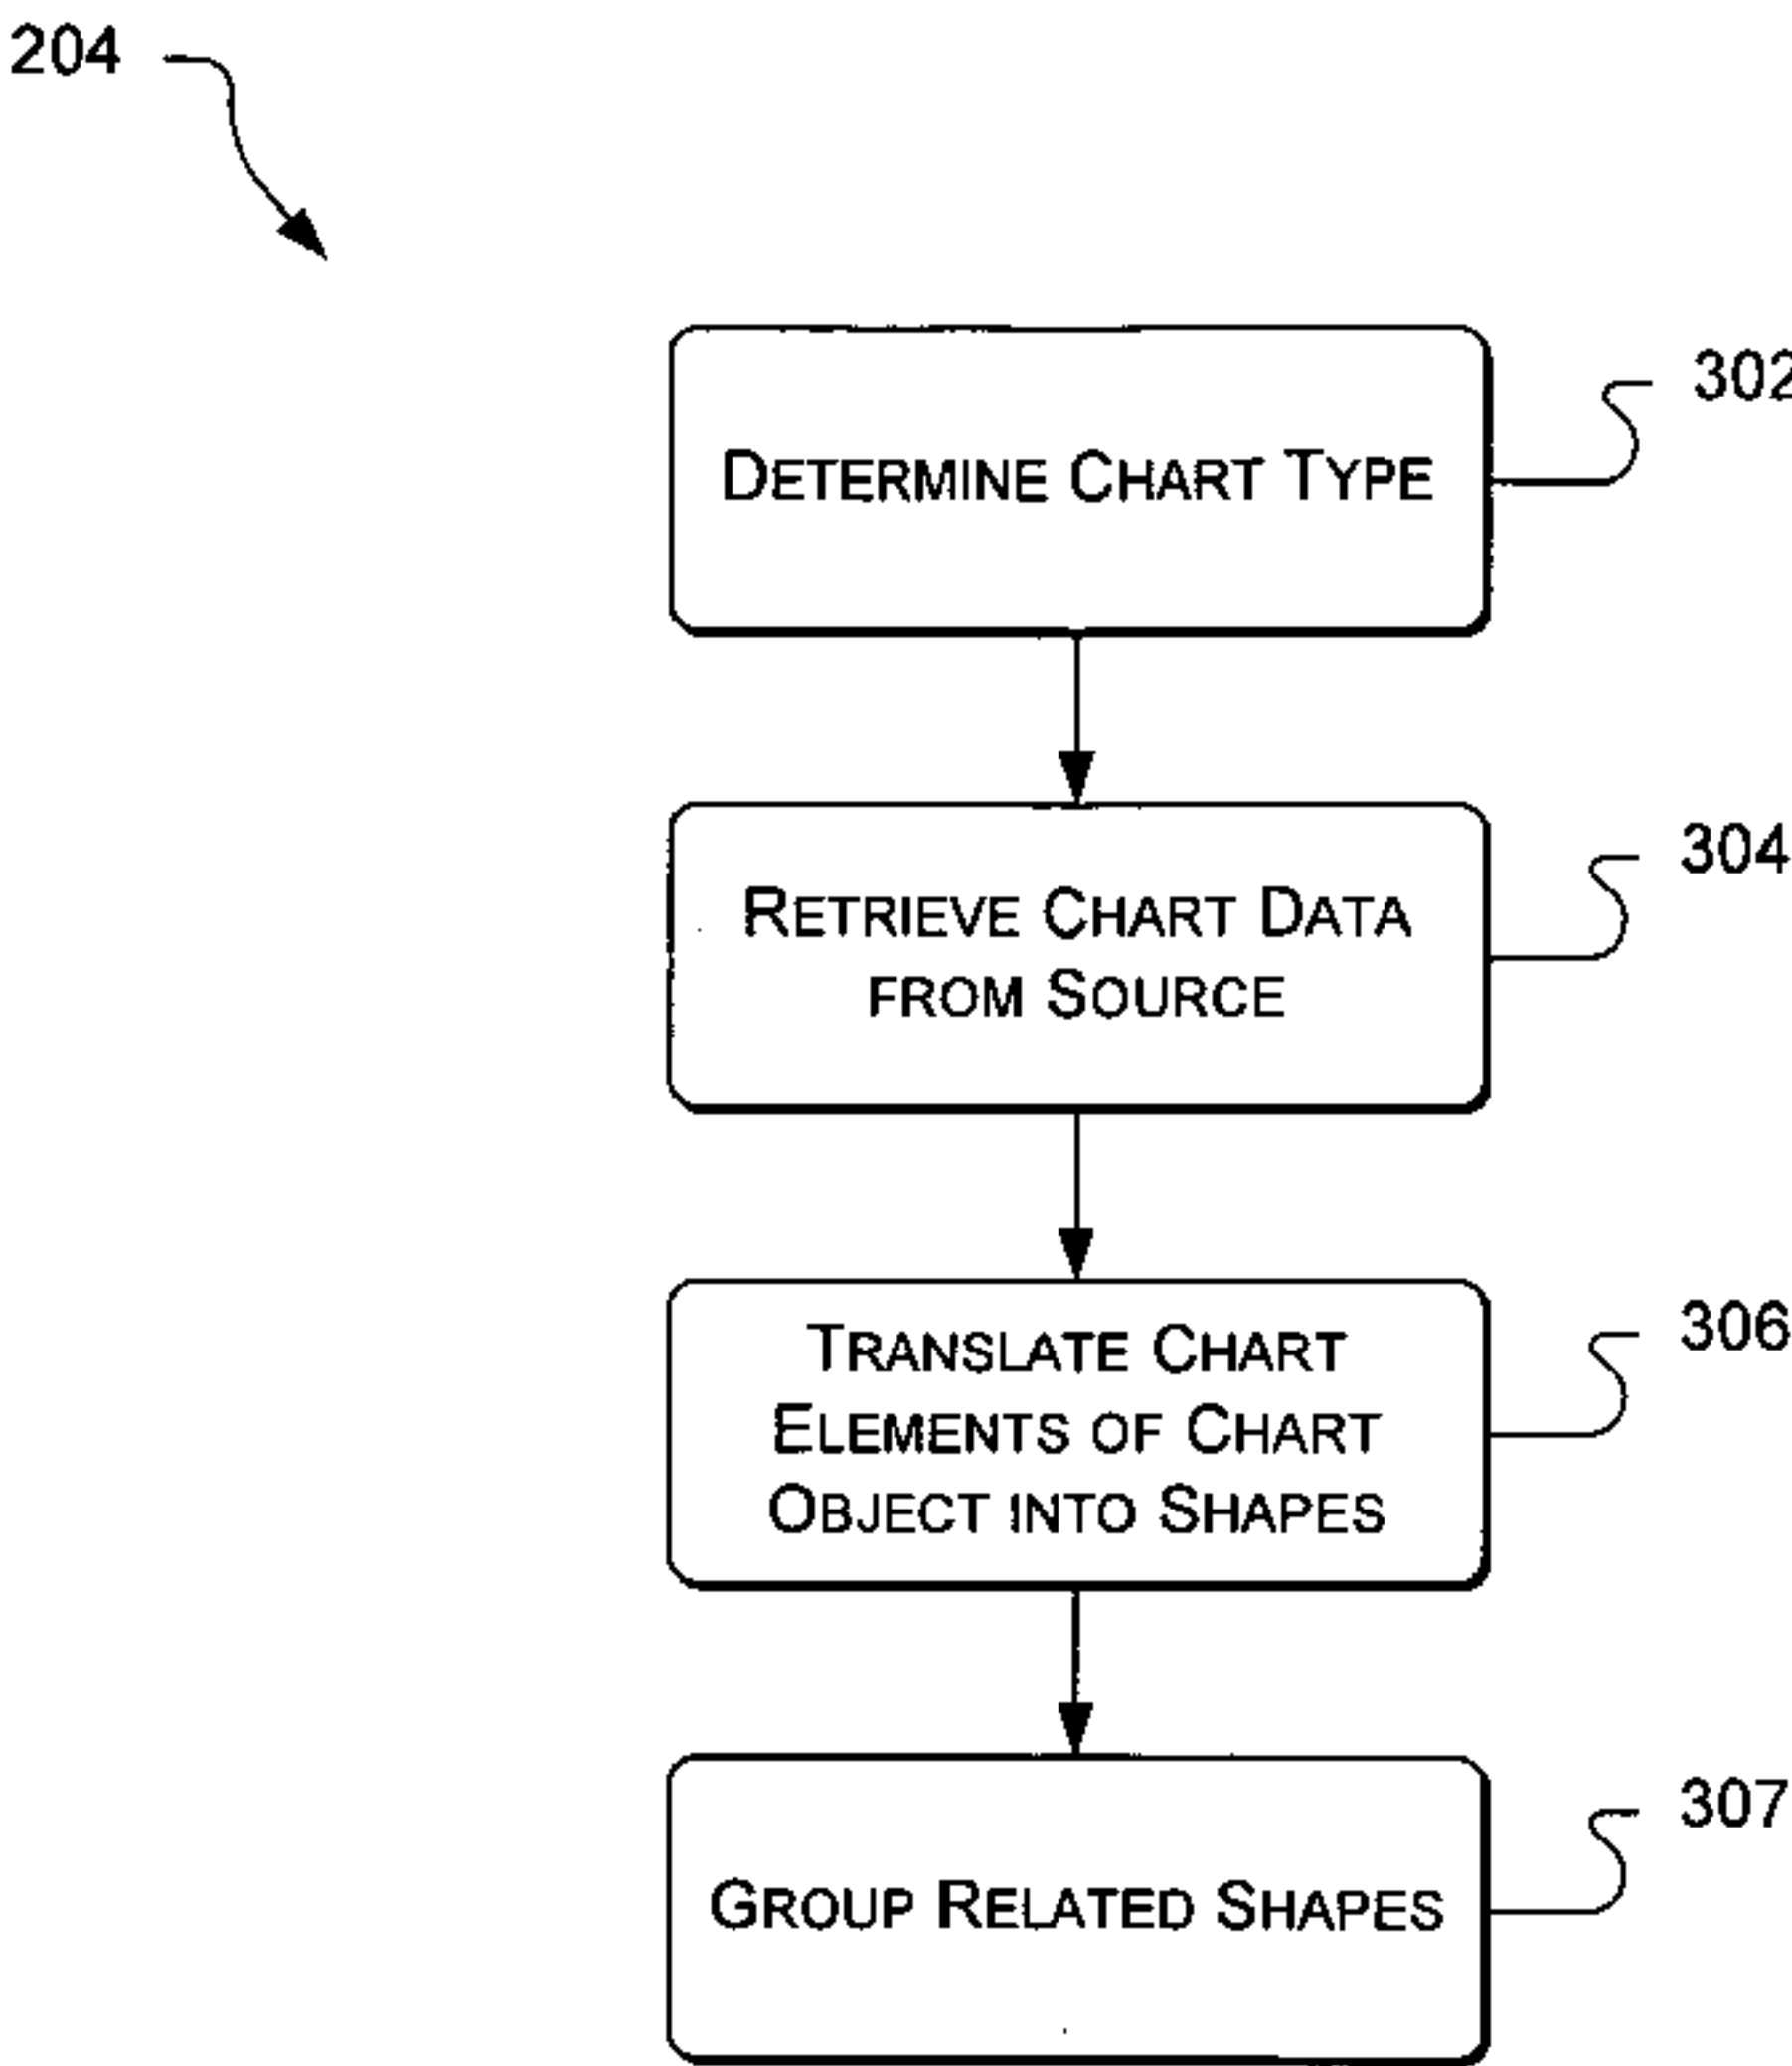 204
302
DETERMINE CHART TYPE
304
RETRIEVE CHART DATA
FROM SOURCE
306
TRANSLATE CHART
ELEMENTS OF CHART
OBJECT INTO SHAPES
307
GROUP RELATED SHAPES